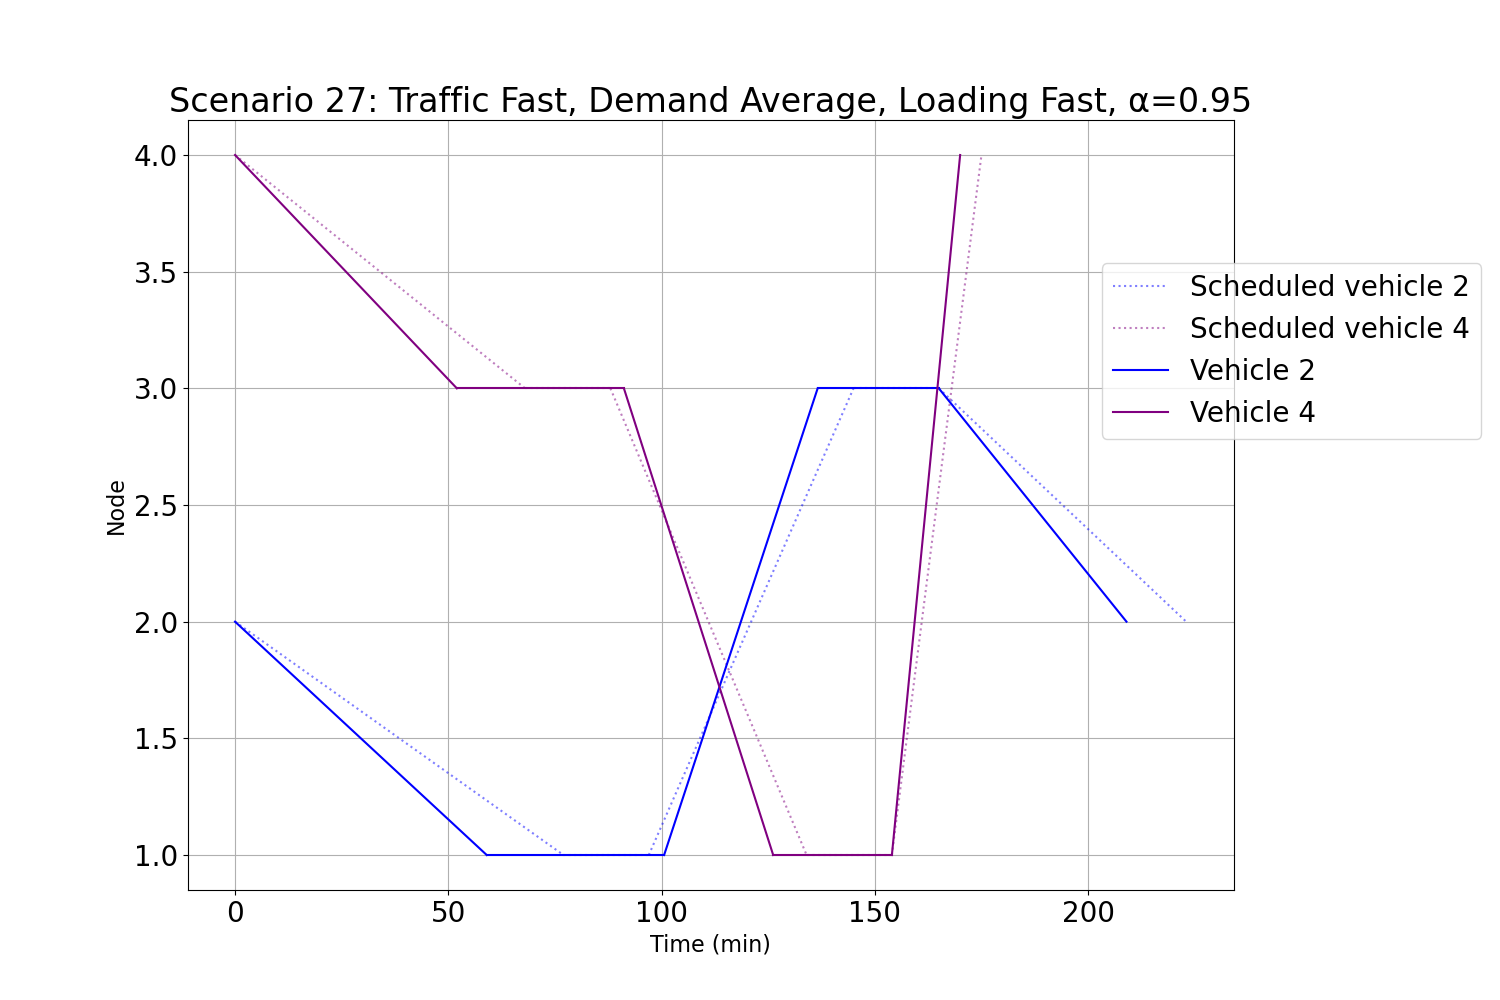 Scenario 27: Traffic Fast, Demand Average, Loading Fast, α=0.95
4.0
3.5
3.0
2.5
2.0
1.5
1.0
Node
0 50 100 150 200
Time (min)
Scheduled vehicle 2
Scheduled vehicle 4
Vehicle 2
Vehicle 4